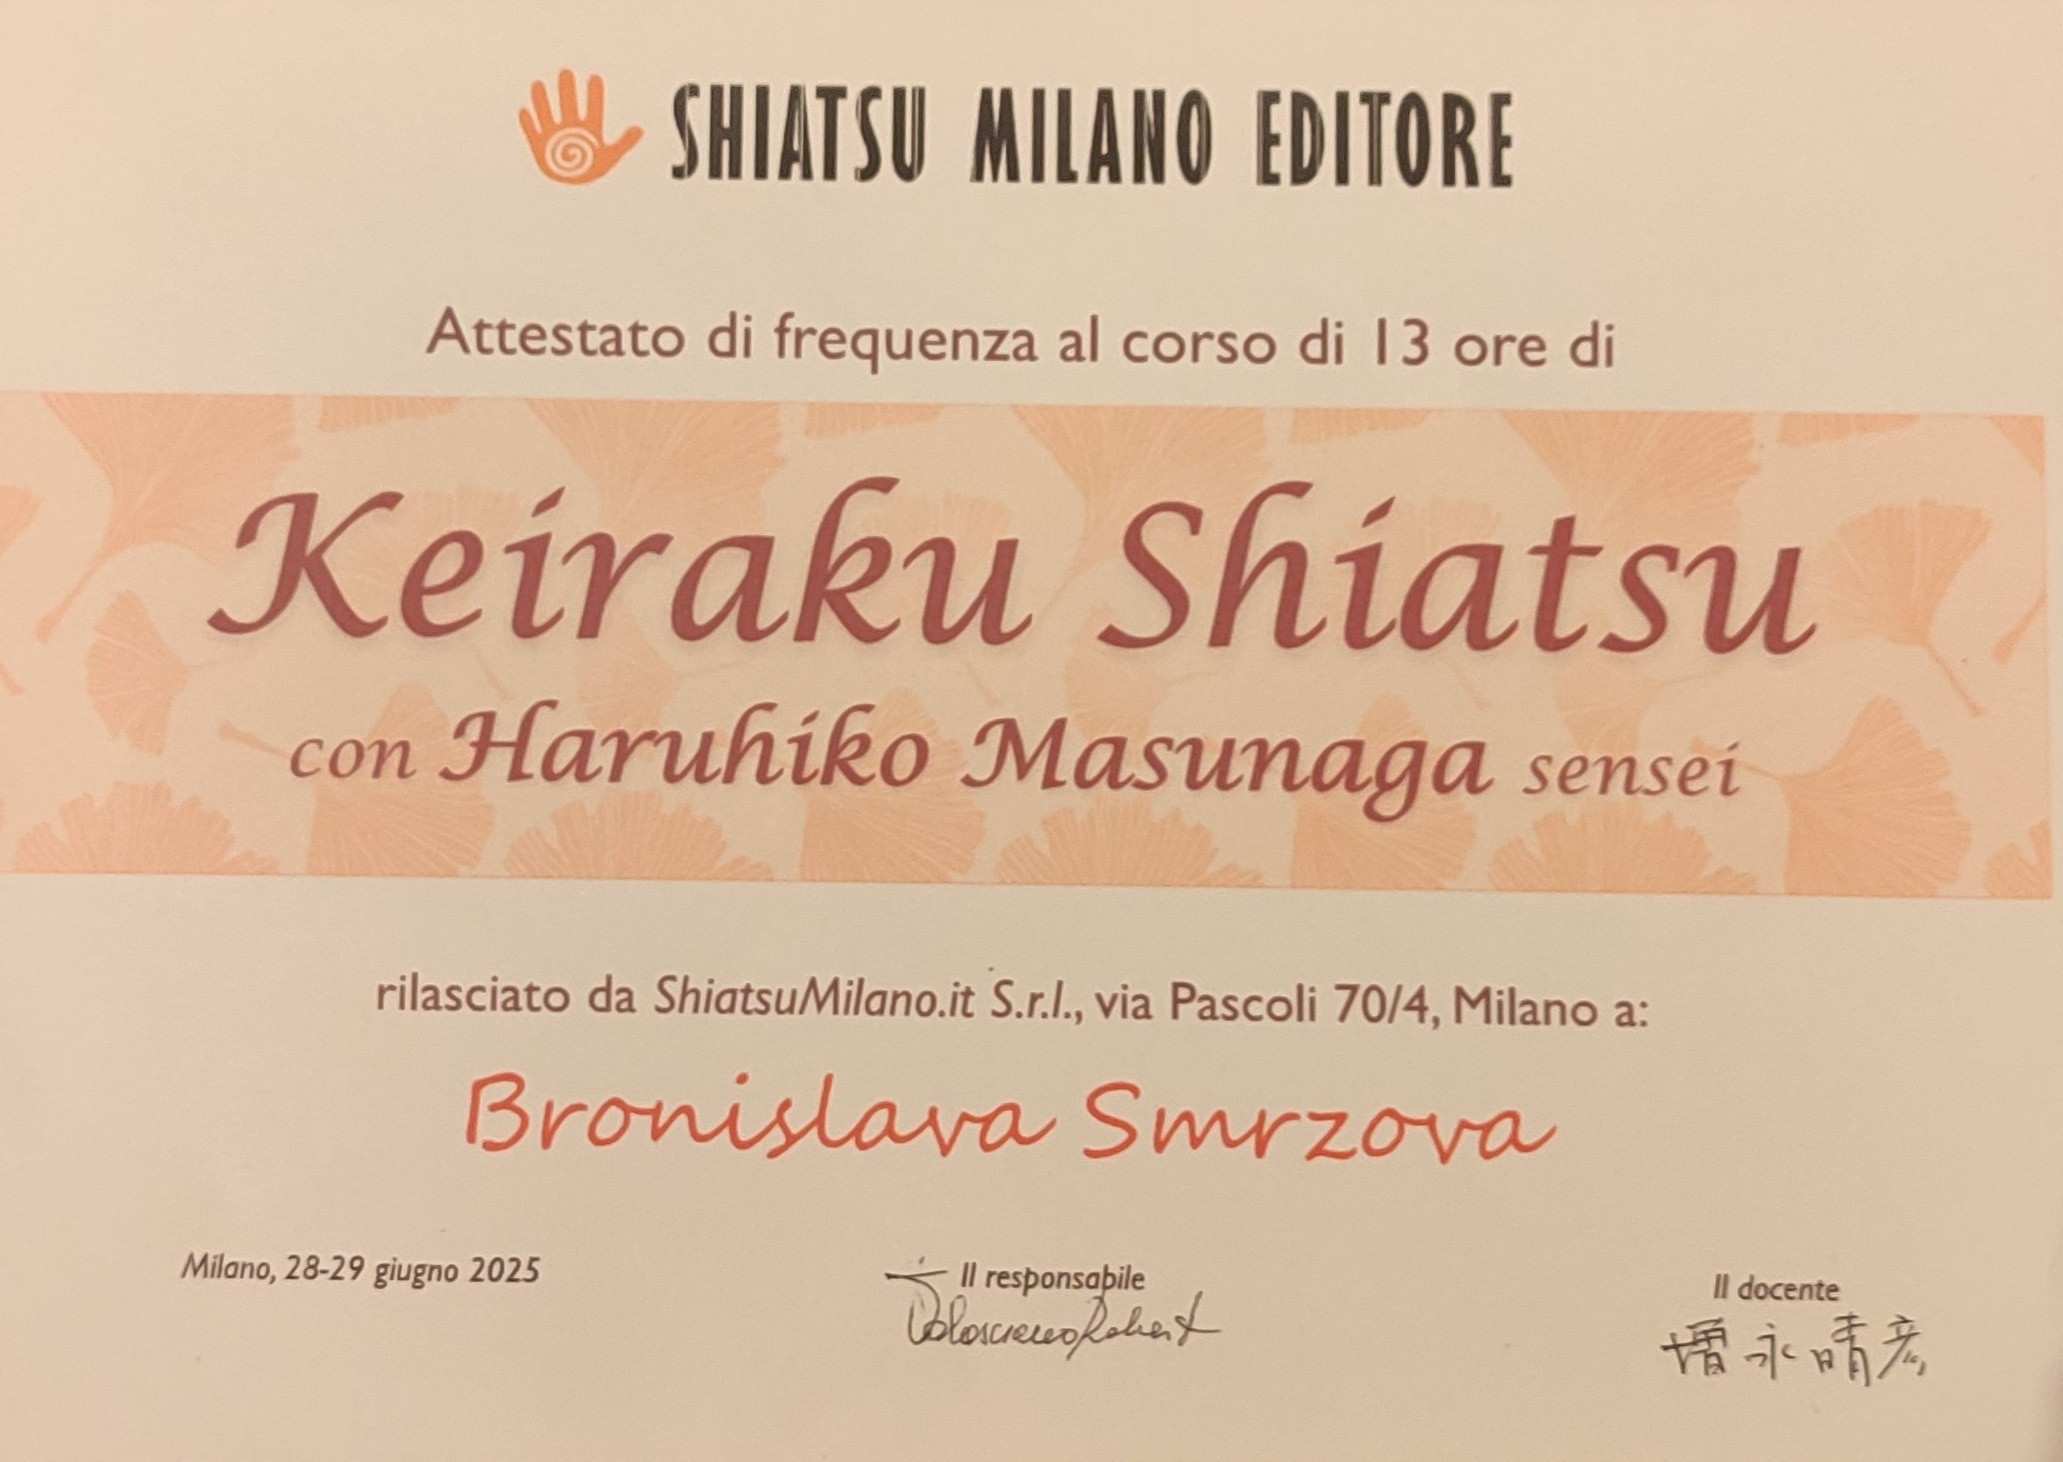 SHIATSU MILANO EDITORE
Attestato di frequenza al corso di 13 ore di
Keiraku Shiatsu
con Haruhiko Masunaga sensei
rilasciato da ShiatsuMilano.it S.r.l., via Pascoli 70/4, Milano a:
Bronislava Smrzova
Milano, 28-29 giugno 2025
Il responsabile
Il docente
増永晴彦